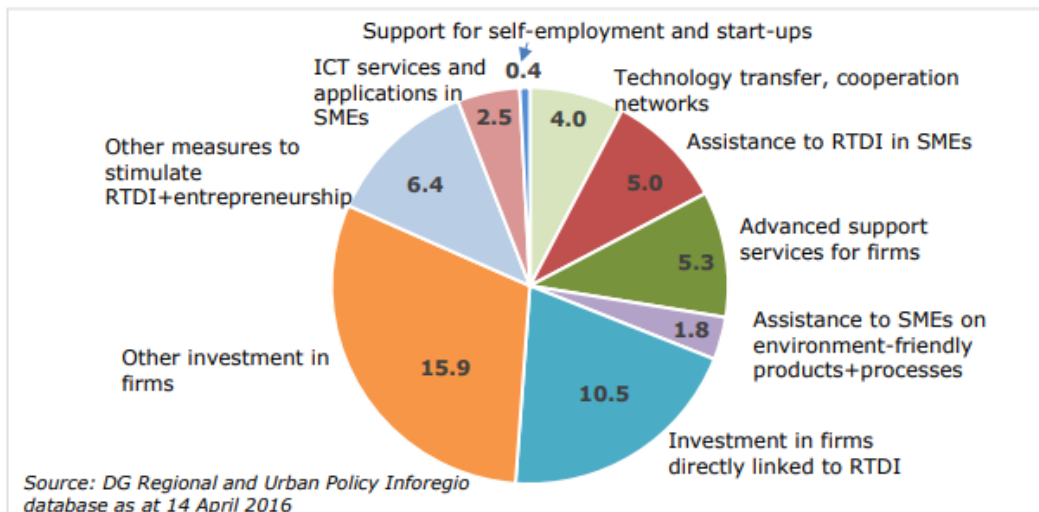 Support for self-employment and start-ups
0.4
ICT services and
applications in
SMEs
2.5
4.0
Technology transfer, cooperation
networks
Assistance to RTDI in SMEs
5.0
Other measures to
stimulate
RTDI+entrepreneurship
6.4
Advanced support
services for firms
5.3
Assistance to SMEs on
environment-friendly
products+processes
1.8
Other investment in
firms
15.9
10.5
Investment in firms
directly linked to RTDI
Source: DG Regional and Urban Policy Inforegio
database as at 14 April 2016